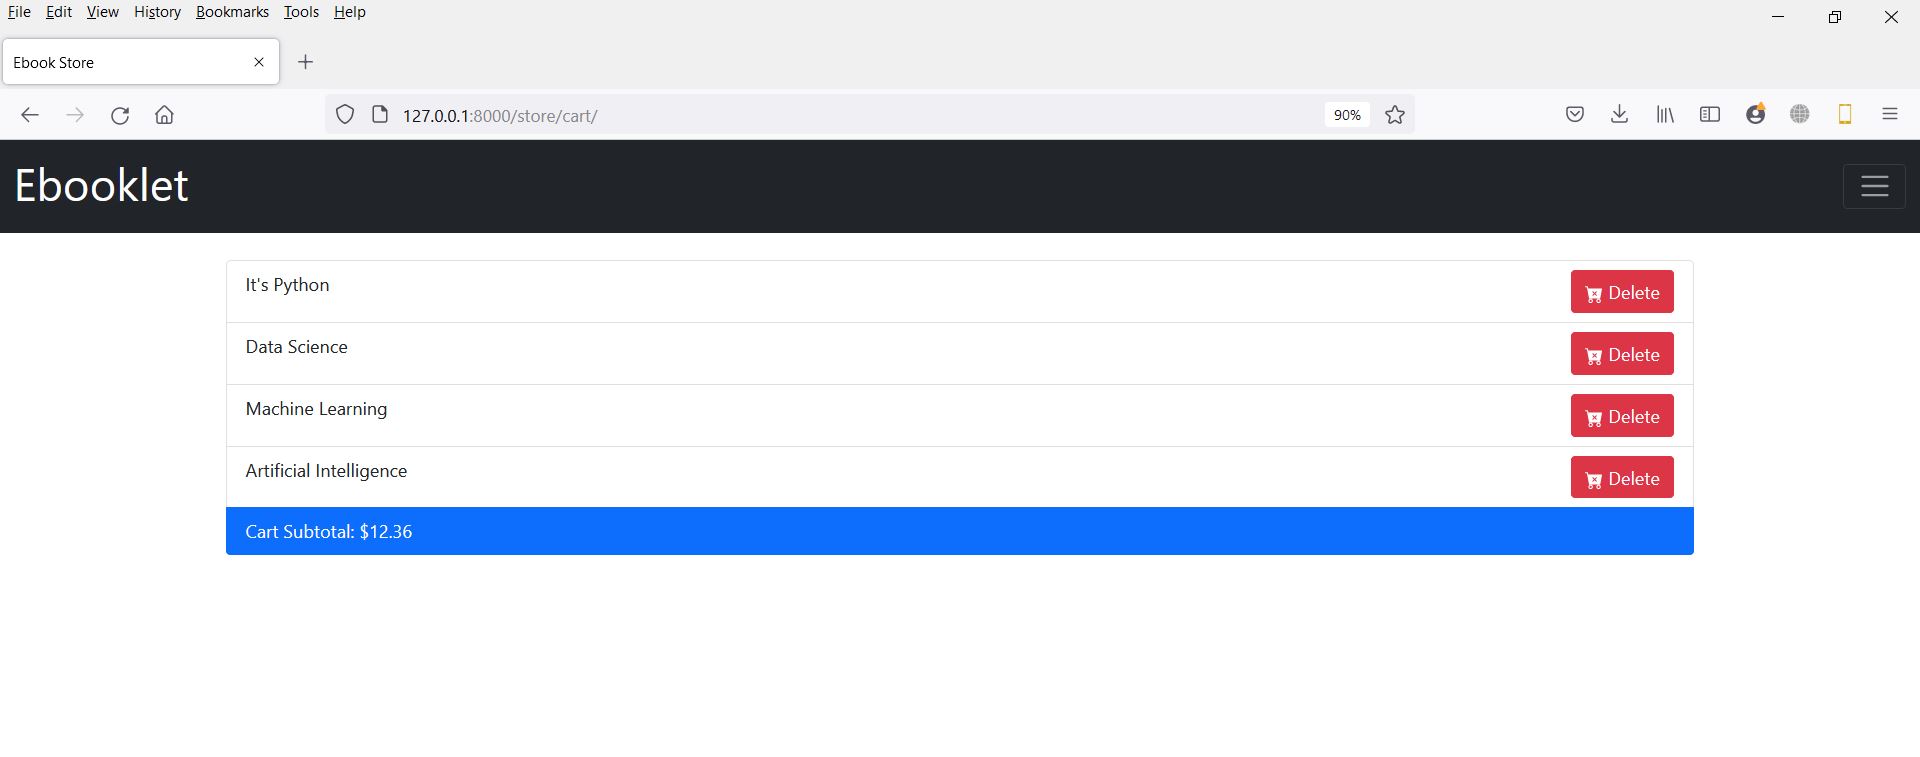 File Edit View History Bookmarks Tools Help
Ebook Store
127.0.0.1:8000/store/cart/ 90%
Ebooklet
It's Python Delete
Data Science Delete
Machine Learning Delete
Artificial Intelligence Delete
Cart Subtotal: $12.36